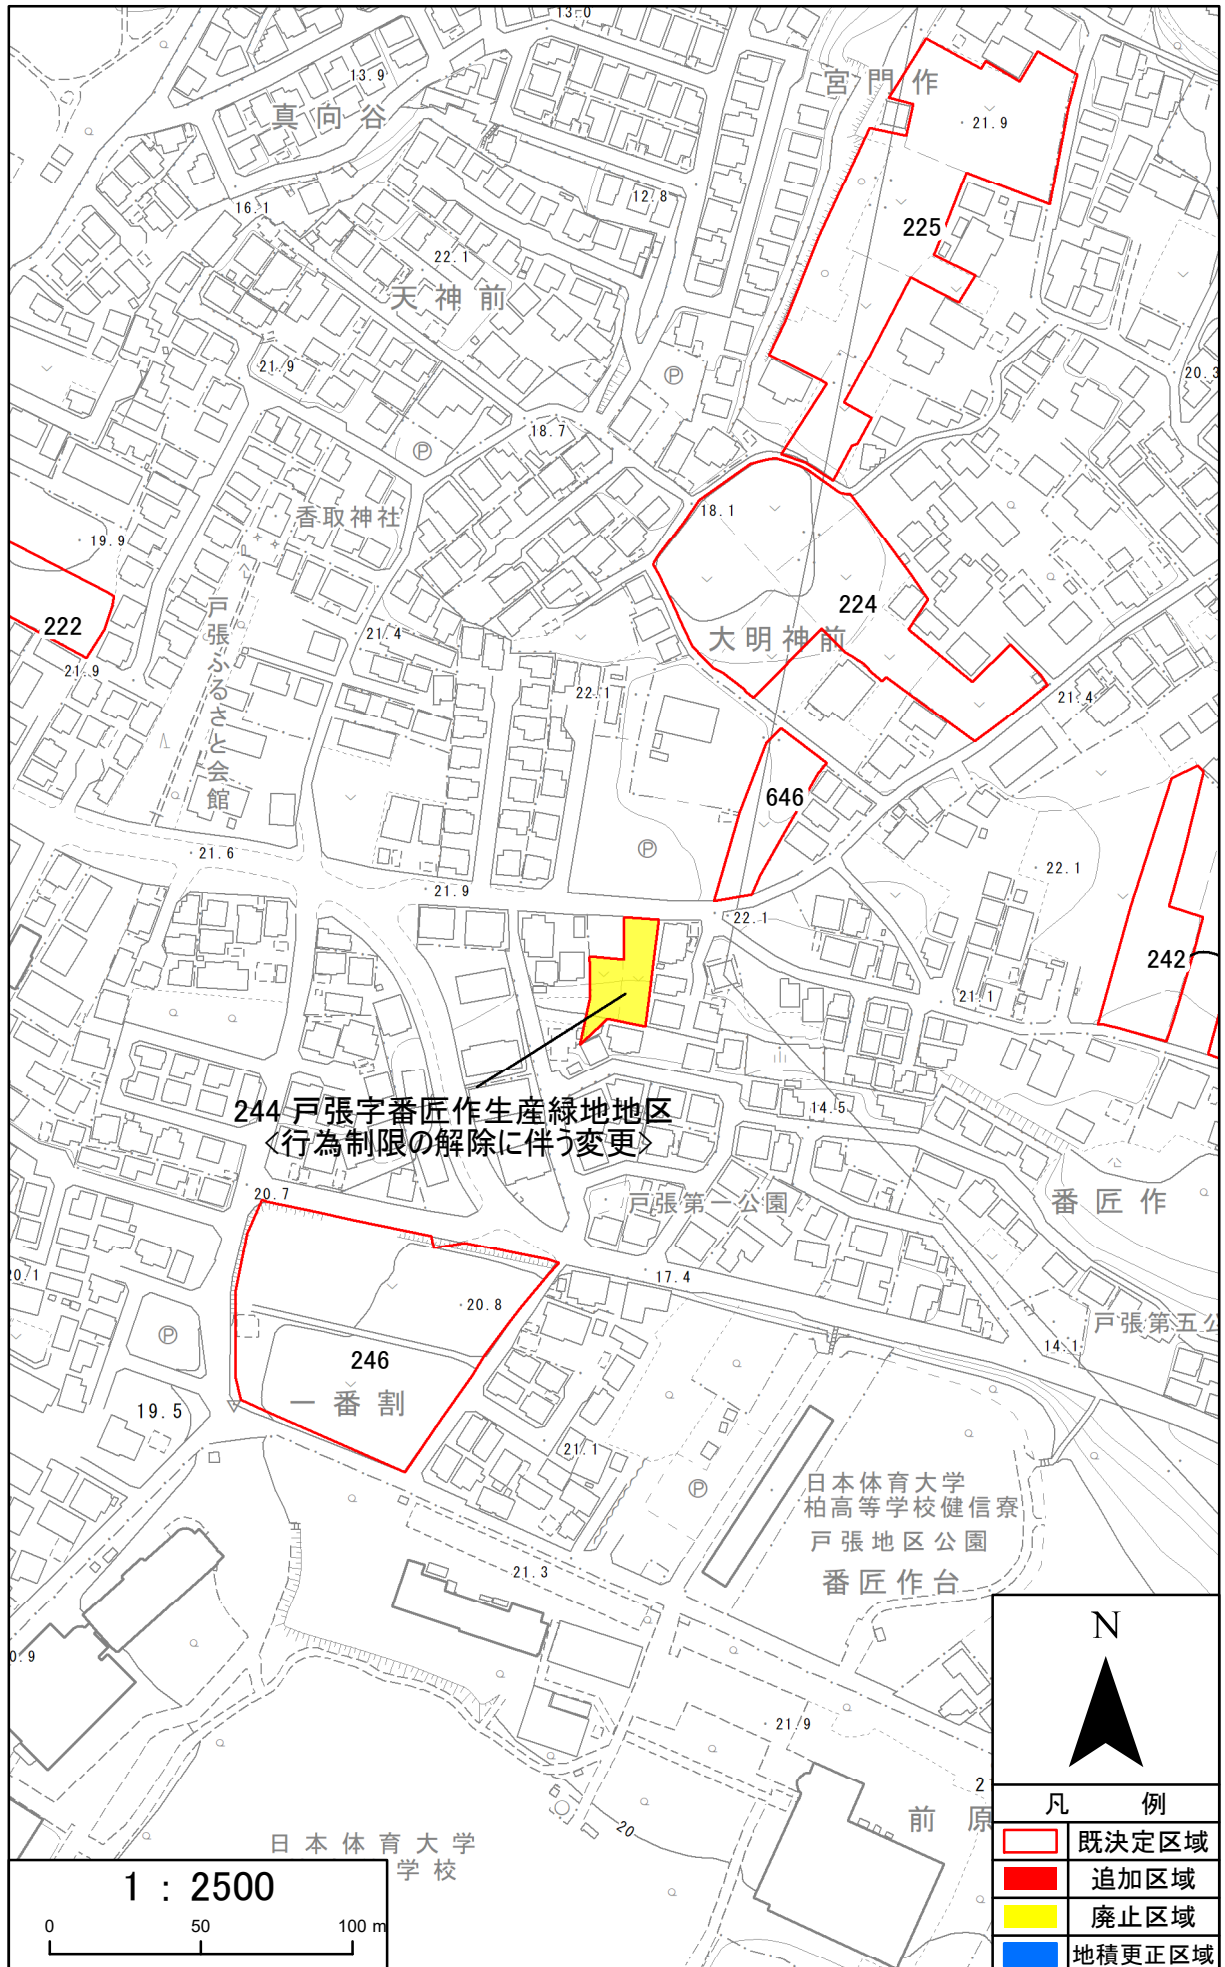 13.0
13.9
真向谷
宮門作
21.9
12.8
16.1
225
22.1
天神前
21.9
20.3
18.7
Ⓟ
Ⓟ
18.1
香取神社
19.9
224
222
21.4
大明神前
戸張ふるさと会館
21.9
22.1
21.4
646
Ⓟ
21.6
22.1
21.9
22.1
242
21.1
244 戸張字番匠作生産緑地地区
<行為制限の解除に伴う変更>
14.5
番匠作
20.7
戸張第一公園
20.1
17.4
20.8
戸張第五公
Ⓟ
14.1
246
一番割
19.5
21.1
日本体育大学
柏高等学校健信寮
Ⓟ
戸張地区公園
21.3
番匠作台
0.9
21.9
2
前原
20
日本体育大学
学校
N
凡例
既決定区域
追加区域
廃止区域
地積更正区域
1 : 2500
0 50 100 m